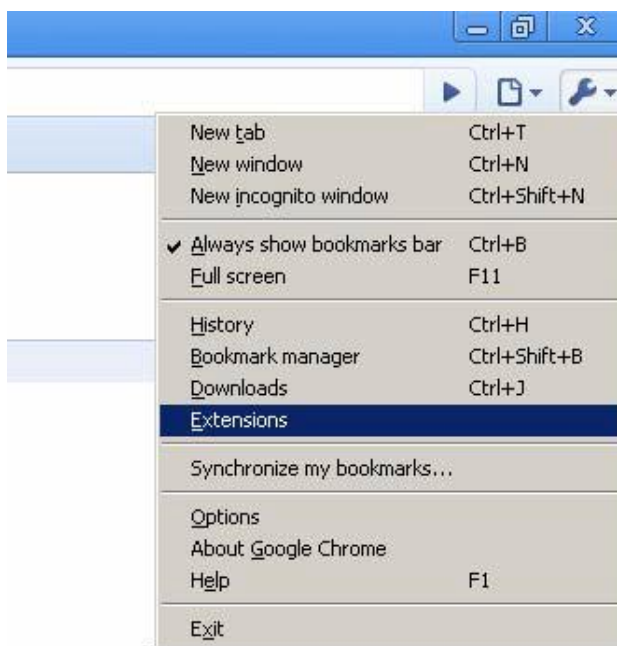 New tab Ctrl+T
New window Ctrl+N
New incognito window Ctrl+Shift+N
Always show bookmarks bar Ctrl+B
Full screen F11
History Ctrl+H
Bookmark manager Ctrl+Shift+B
Downloads Ctrl+J
Extensions
Synchronize my bookmarks...
Options
About Google Chrome
Help F1
Exit